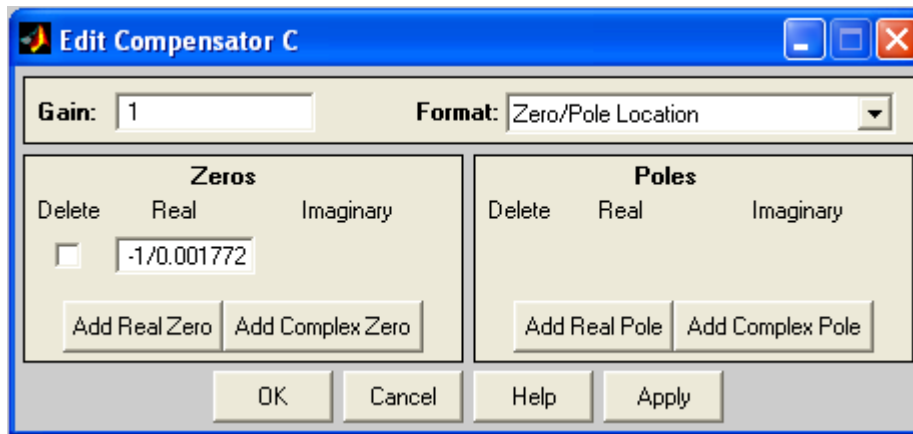 Edit Compensator C
Gain: 1 Format: Zero/Pole Location
Zeros
Delete Real Imaginary
-1/0.001772
Add Real Zero Add Complex Zero
Poles
Delete Real Imaginary
Add Real Pole Add Complex Pole
OK Cancel Help Apply